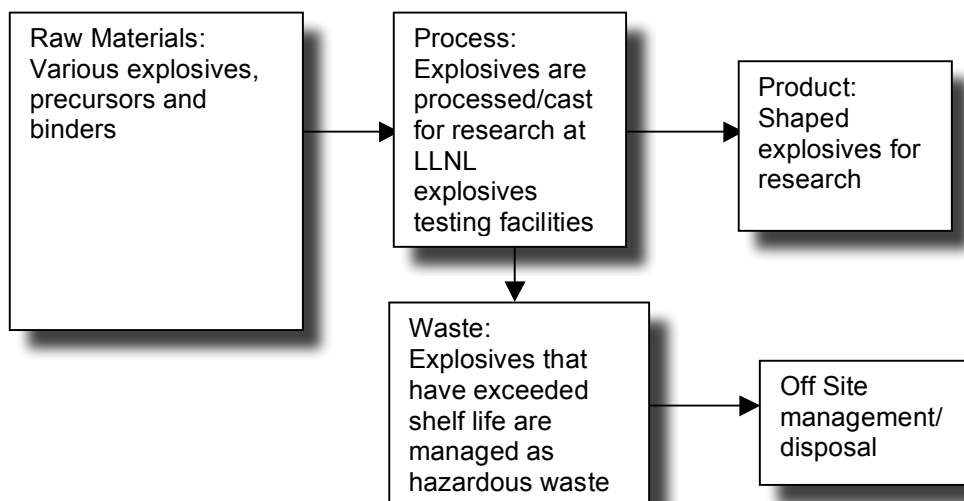 Raw Materials:
Various explosives,
precursors and
binders
Process:
Explosives are
processed/cast
for research at
LLNL
explosives
testing facilities
Product:
Shaped
explosives for
research
Waste:
Explosives that
have exceeded
shelf life are
managed as
hazardous waste
Off Site
management/
disposal